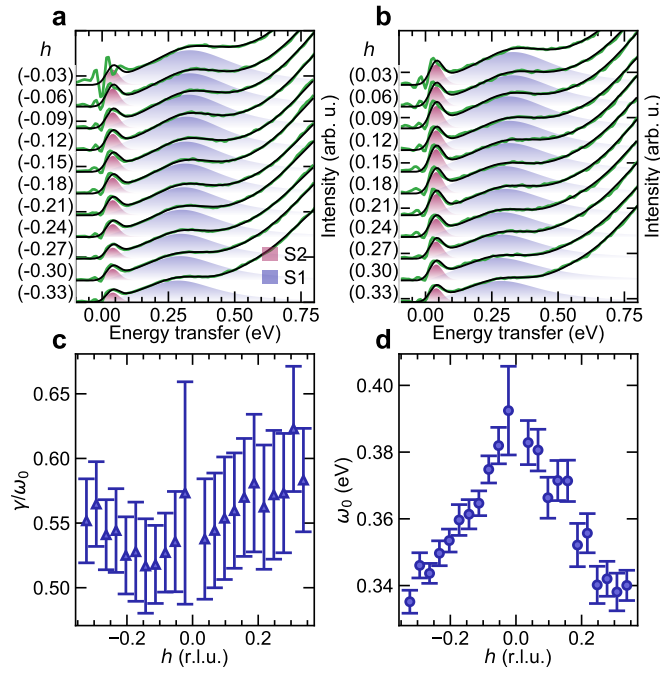 a
h
(-0.03)
(-0.06)
(-0.09)
(-0.12)
(-0.15)
(-0.18)
(-0.21)
(-0.24)
(-0.27)
(-0.30)
(-0.33)
S2
S1
0.00 0.25 0.50 0.75
Energy transfer (eV)
Intensity (arb. u.)
b
h
(0.03)
(0.06)
(0.09)
(0.12)
(0.15)
(0.18)
(0.21)
(0.24)
(0.27)
(0.30)
(0.33)
0.00 0.25 0.50 0.75
Energy transfer (eV)
Intensity (arb. u.)
c
γ/ω0
0.65
0.60
0.55
0.50
−0.2 0.0 0.2
h (r.l.u.)
d
ω0 (eV)
0.40
0.38
0.36
0.34
−0.2 0.0 0.2
h (r.l.u.)